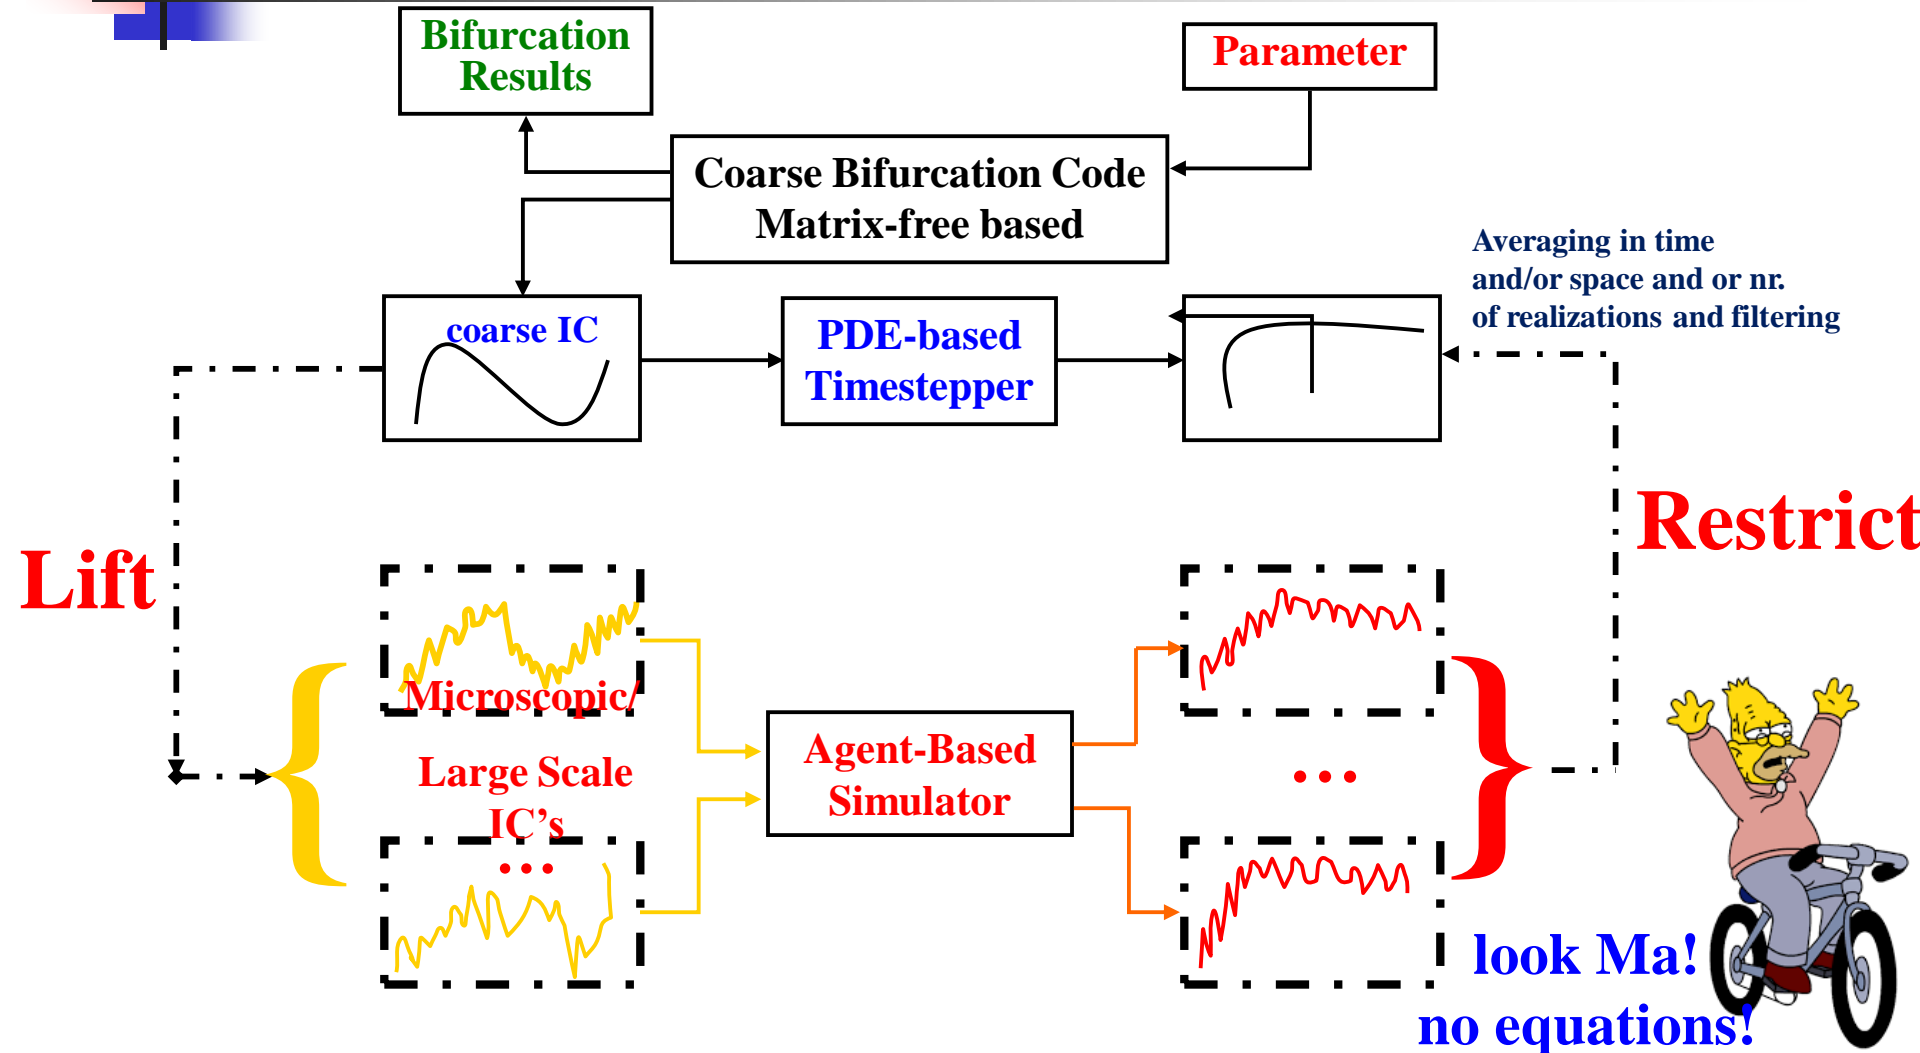 Bifurcation
Results
Parameter
Coarse Bifurcation Code
Matrix-free based
Averaging in time
and/or space and or nr.
of realizations and filtering
coarse IC
PDE-based
Timestepper
Lift
Restrict
Microscopic/
Large Scale
IC’s
...
Agent-Based
Simulator
...
look Ma!
no equations!